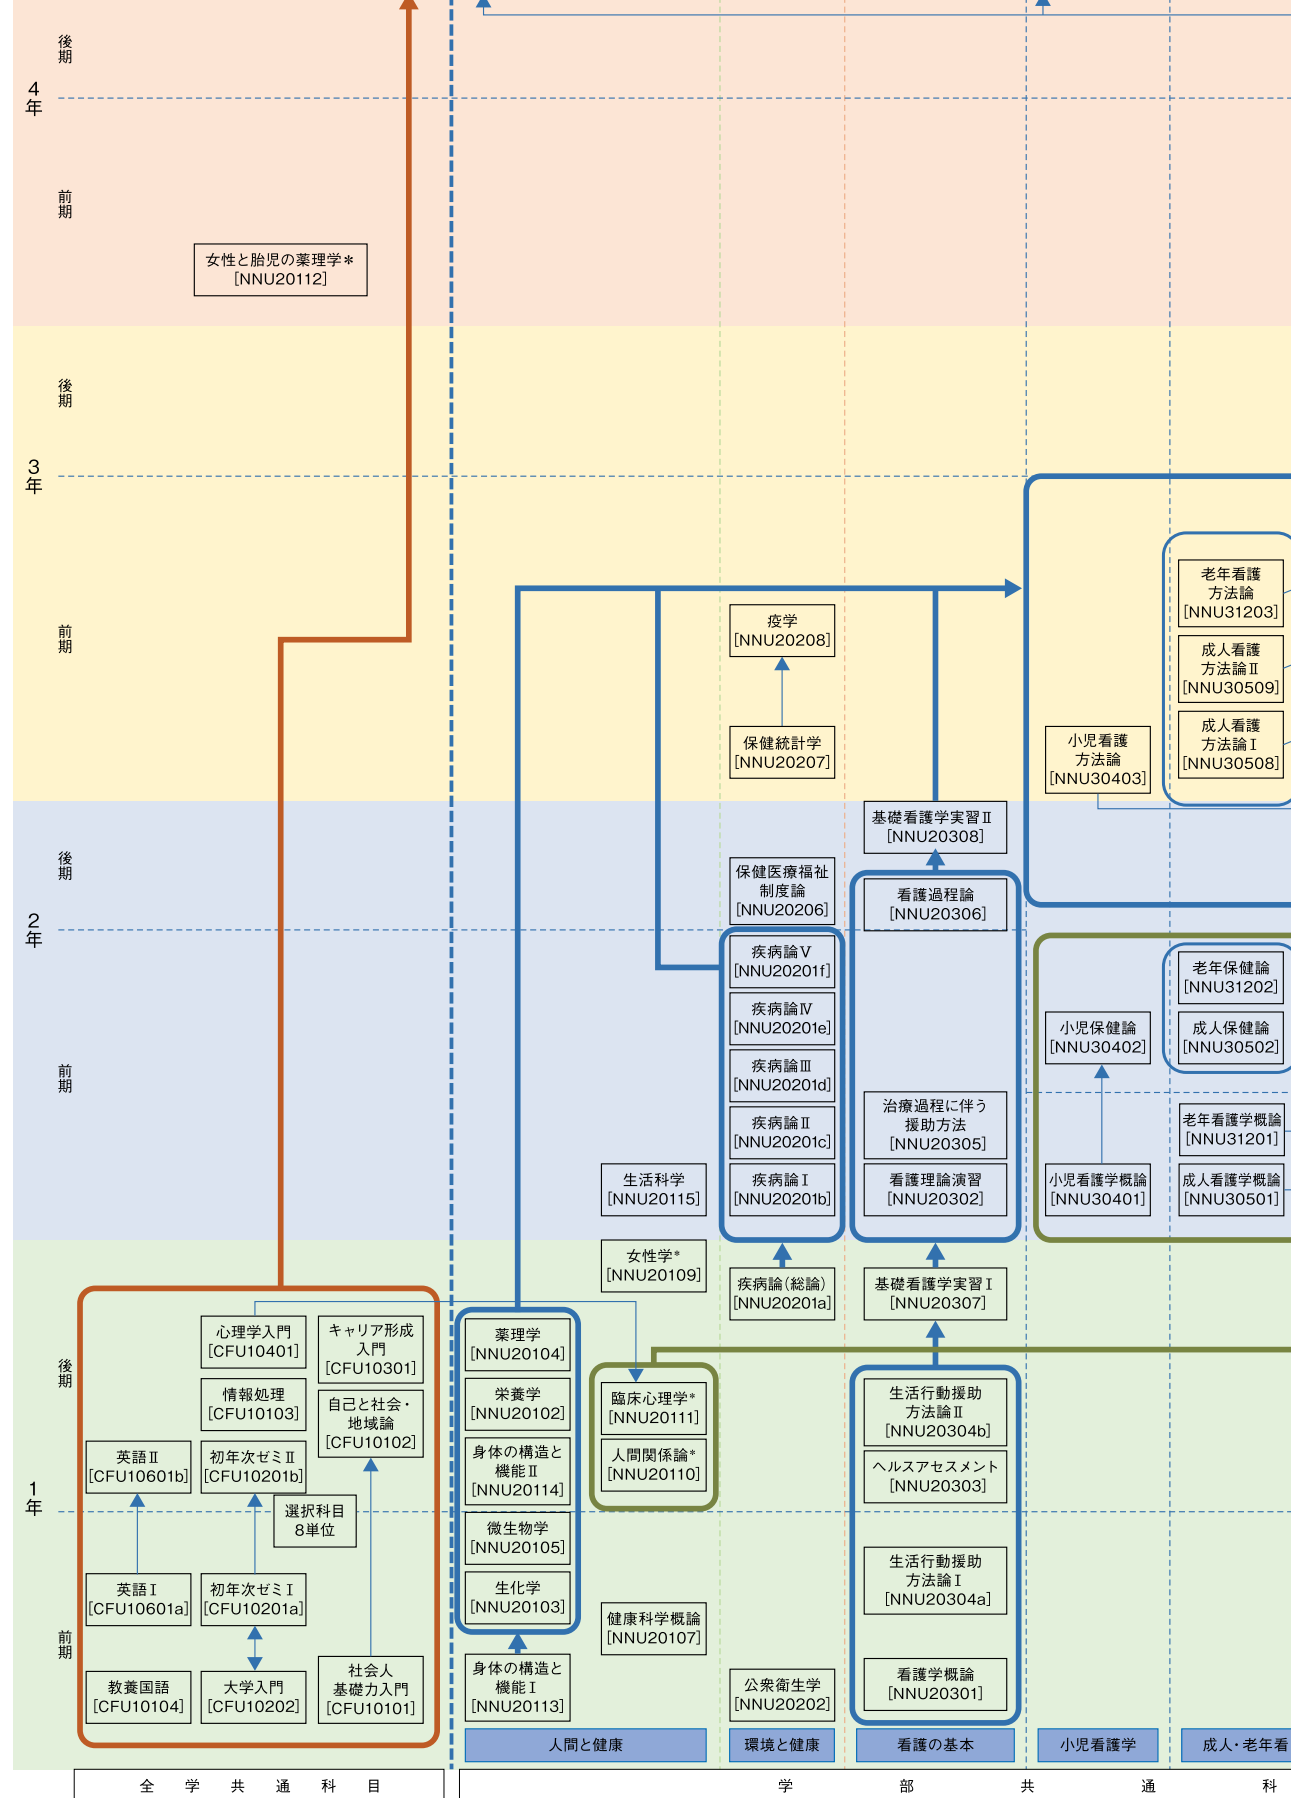 後期
4年
前期
女性と胎児の薬理学＊
[NNU20112]
後期
3年
前期
老年看護
方法論
[NNU31203]
疫学
[NNU20208]
成人看護
方法論Ⅱ
[NNU30509]
成人看護
方法論Ⅰ
[NNU30508]
保健統計学
[NNU20207]
小児看護
方法論
[NNU30403]
後期
2年
前期
基礎看護学実習Ⅱ
[NNU20308]
保健医療福祉
制度論
[NNU20206]
看護過程論
[NNU20306]
疾病論Ⅴ
[NNU20201f]
老年保健論
[NNU31202]
疾病論Ⅳ
[NNU20201e]
小児保健論
[NNU30402]
成人保健論
[NNU30502]
疾病論Ⅲ
[NNU20201d]
治療過程に伴う
援助方法
[NNU20305]
疾病論Ⅱ
[NNU20201c]
老年看護学概論
[NNU31201]
生活科学
[NNU20115]
疾病論Ⅰ
[NNU20201b]
看護理論演習
[NNU20302]
小児看護学概論
[NNU30401]
成人看護学概論
[NNU30501]
女性学*
[NNU20109]
疾病論(総論)
[NNU20201a]
基礎看護学実習Ⅰ
[NNU20307]
後期
1年
前期
心理学入門
[CFU10401]
キャリア形成
入門
[CFU10301]
薬理学
[NNU20104]
情報処理
[CFU10103]
自己と社会・
地域論
[CFU10102]
栄養学
[NNU20102]
臨床心理学*
[NNU20111]
生活行動援助
方法論Ⅱ
[NNU20304b]
英語Ⅱ
[CFU10601b]
初年次ゼミⅡ
[CFU10201b]
身体の構造と
機能Ⅱ
[NNU20114]
人間関係論*
[NNU20110]
ヘルスアセスメント
[NNU20303]
選択科目
8単位
微生物学
[NNU20105]
英語Ⅰ
[CFU10601a]
初年次ゼミⅠ
[CFU10201a]
生化学
[NNU20103]
生活行動援助
方法論Ⅰ
[NNU20304a]
健康科学概論
[NNU20107]
教養国語
[CFU10104]
大学入門
[CFU10202]
社会人
基礎力入門
[CFU10101]
身体の構造と
機能Ⅰ
[NNU20113]
公衆衛生学
[NNU20202]
看護学概論
[NNU20301]
人間と健康
環境と健康
看護の基本
小児看護学
成人・老年看
全学共通科目
学部共通科